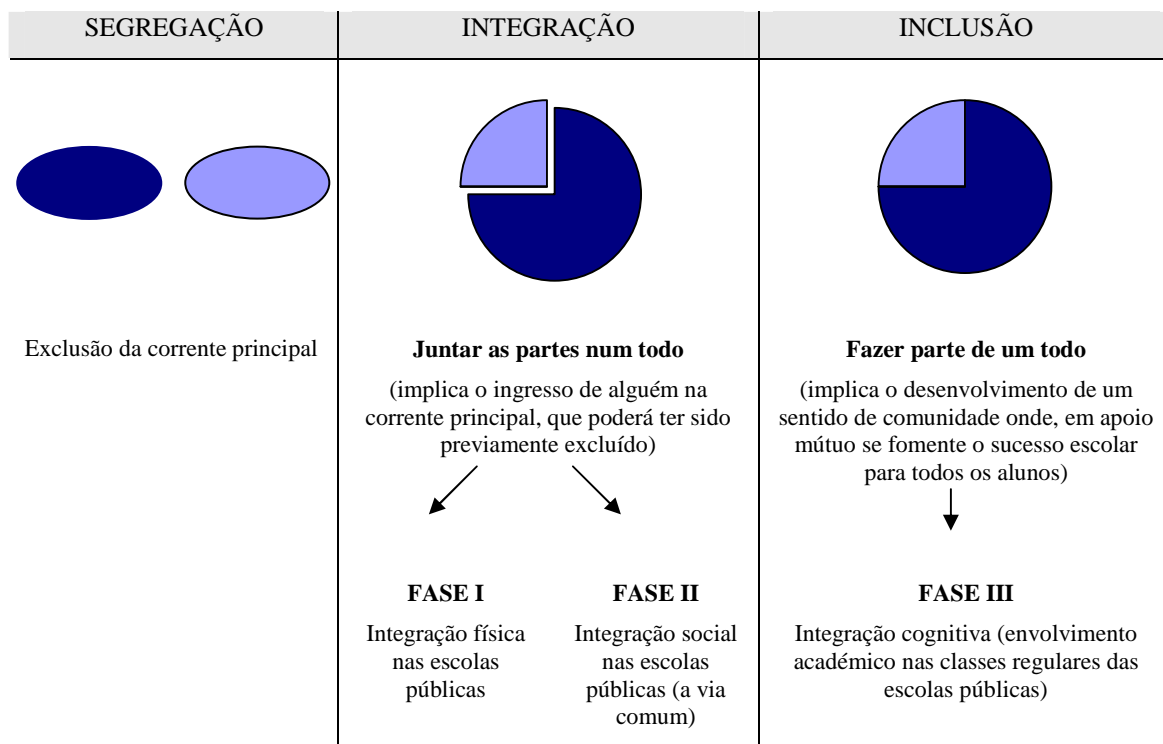 SEGREGAÇÃO
INTEGRAÇÃO
INCLUSÃO
Exclusão da corrente principal
Juntar as partes num todo
(implica o ingresso de alguém na
corrente principal, que poderá ter sido
previamente excluído)
FASE I
Integração física
nas escolas
públicas
FASE II
Integração social
nas escolas
públicas (a via
comum)
Fazer parte de um todo
(implica o desenvolvimento de um
sentido de comunidade onde, em apoio
mútuo se fomente o sucesso escolar
para todos os alunos)
FASE III
Integração cognitiva (envolvimento
académico nas classes regulares das
escolas públicas)